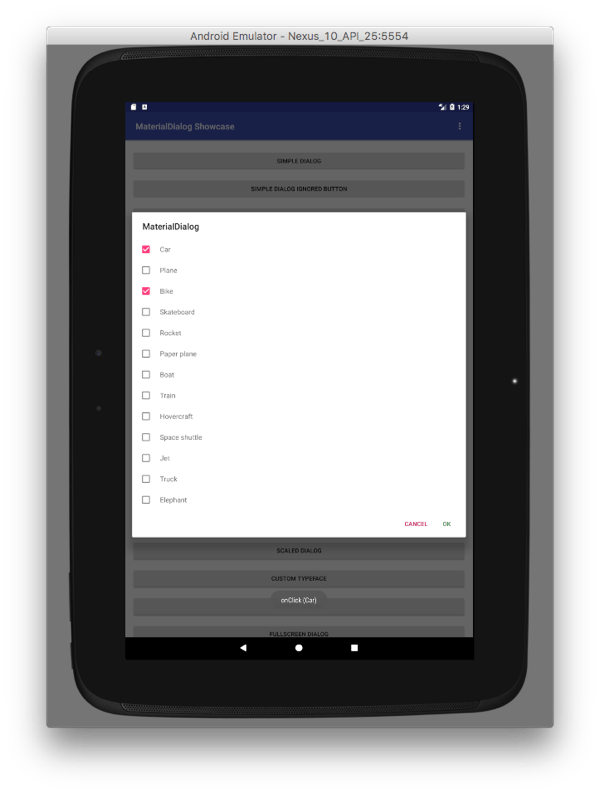 Android Emulator - Nexus_10_API_25:5554
1:29
MaterialDialog Showcase
SIMPLE DIALOG
SIMPLE DIALOG IGNORED BUTTON
MaterialDialog
Car
Plane
Bike
Skateboard
Rocket
Paper plane
Boat
Train
Hovercraft
Space shuttle
Jet
Truck
Elephant
CANCEL OK
SCALED DIALOG
CUSTOM TYPEFACE
onClick (Car)
FULLSCREEN DIALOG